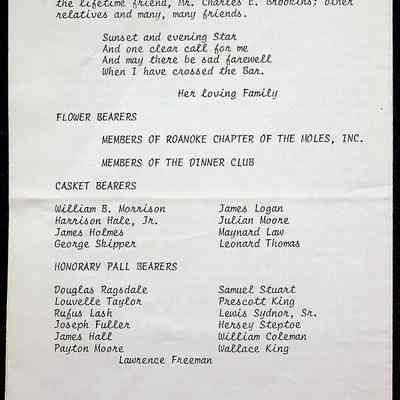 the lifetime friend, Mr. Charles E. Brookins; other
relatives and many, many friends.
Sunset and evening Star
And one clear call for me
And may there be sad farewell
When I have crossed the Bar.
Her loving Family
FLOWER BEARERS
MEMBERS OF ROANOKE CHAPTER OF THE MOLES, INC.
MEMBERS OF THE DINNER CLUB
CASKET BEARERS
William B. Morrison James Logan
Harrison Hale, Jr. Julian Moore
James Holmes Maynard Law
George Skipper Leonard Thomas
HONORARY PALL BEARERS
Douglas Ragsdale Samuel Stuart
Louvelle Taylor Prescott King
Rufus Lash Lewis Sydnor, Sr.
Joseph Fuller Hersey Steptoe
James Hall William Coleman
Payton Moore Wallace King
Lawrence Freeman